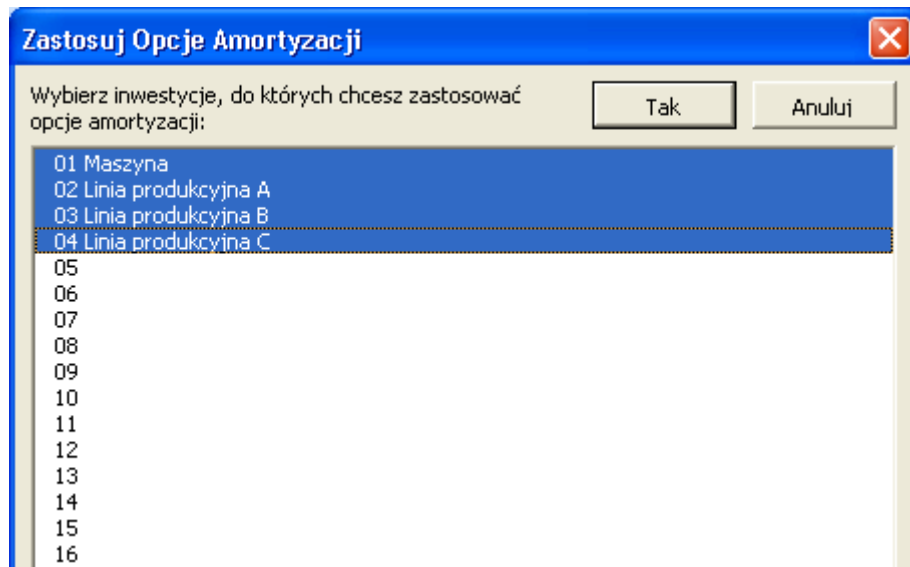 Zastosuj Opcje Amortyzacji
Wybierz inwestycje, do których chcesz zastosować
opcje amortyzacji:
Tak
Anuluj
01 Maszyna
02 Linia produkcyjna A
03 Linia produkcyjna B
04 Linia produkcyjna C
05
06
07
08
09
10
11
12
13
14
15
16